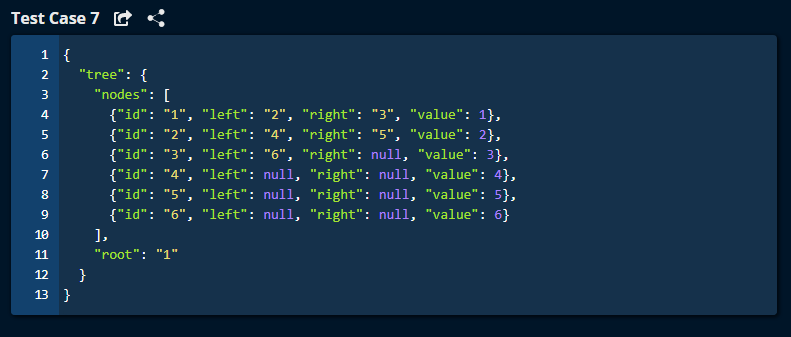 Test Case 7
1 {
2   "tree": {
3     "nodes": [
4       {"id": "1", "left": "2", "right": "3", "value": 1},
5       {"id": "2", "left": "4", "right": "5", "value": 2},
6       {"id": "3", "left": "6", "right": null, "value": 3},
7       {"id": "4", "left": null, "right": null, "value": 4},
8       {"id": "5", "left": null, "right": null, "value": 5},
9       {"id": "6", "left": null, "right": null, "value": 6}
10     ],
11     "root": "1"
12   }
13 }